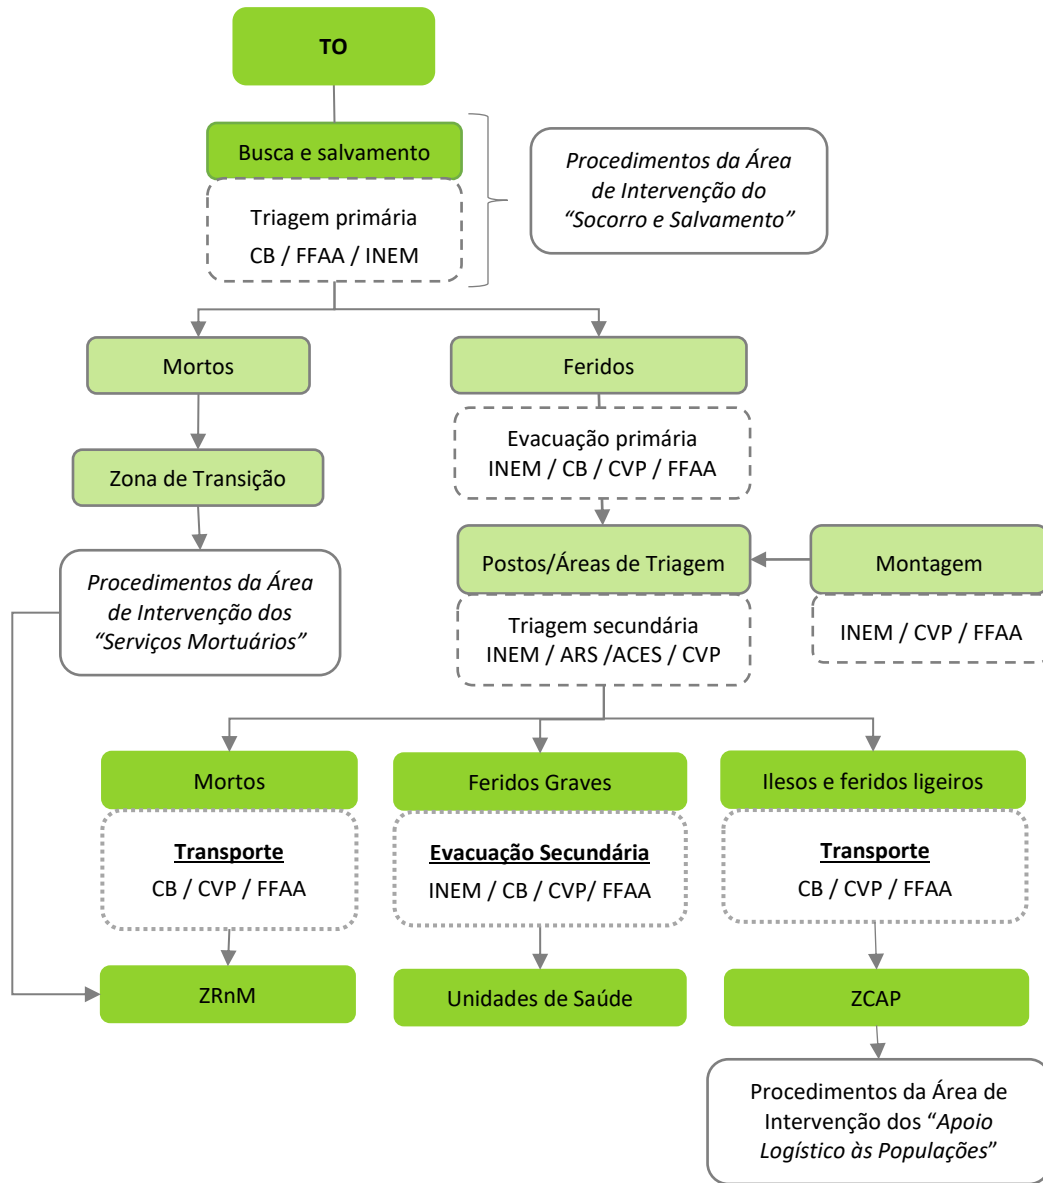 TO
Busca e salvamento
Triagem primária
CB / FFAA / INEM
Procedimentos da Área
de Intervenção do
“Socorro e Salvamento”
Mortos
Feridos
Evacuação primária
INEM / CB / CVP / FFAA
Zona de Transição
Postos/Áreas de Triagem
Montagem
Procedimentos da Área
de Intervenção dos
“Serviços Mortuários”
Triagem secundária
INEM / ARS /ACES / CVP
INEM / CVP / FFAA
Mortos
Feridos Graves
Ilesos e feridos ligeiros
Transporte
CB / CVP / FFAA
Evacuação Secundária
INEM / CB / CVP/ FFAA
Transporte
CB / CVP / FFAA
ZRnM
Unidades de Saúde
ZCAP
Procedimentos da Área de
Intervenção dos “Apoio
Logístico às Populações”